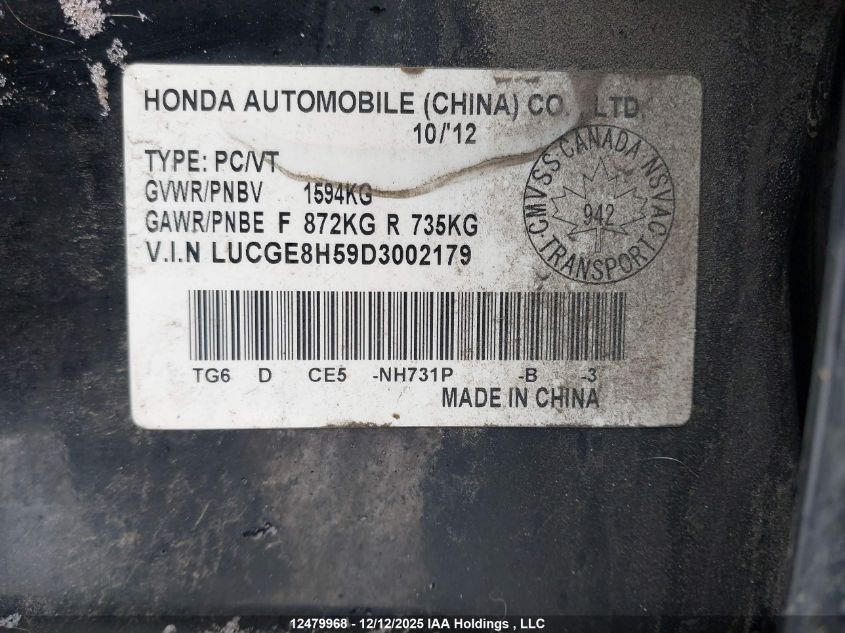 HONDA AUTOMOBILE (CHINA) CO. LTD
10/'12
TYPE: PC/VT
GVWR/PNBV 1594KG
GAWR/PNBE F 872KG R 735KG
V.I.N LUCGE8H59D3002179
CMVSS CANADA NSVAC
942
TRANSPORT
TG6 D CE5 -NH731P -B -3
MADE IN CHINA
12479968 - 12/12/2025 IAA Holdings , LLC